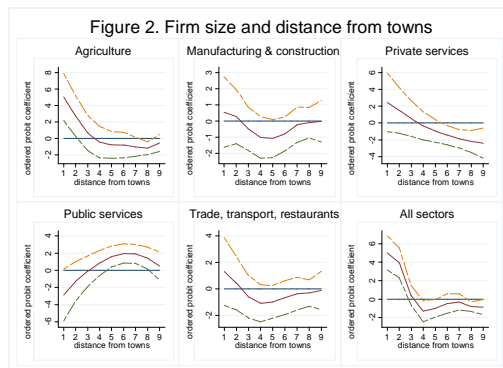 Figure 2. Firm size and distance from towns
Agriculture
ordered probit coefficient
8
6
4
2
0
-2
1 2 3 4 5 6 7 8 9
distance from towns
Manufacturing & construction
ordered probit coefficient
3
2
1
0
-1
-2
1 2 3 4 5 6 7 8 9
distance from towns
Private services
ordered probit coefficient
6
4
2
0
-2
-4
1 2 3 4 5 6 7 8 9
distance from towns
Public services
ordered probit coefficient
4
2
0
-2
-4
-6
1 2 3 4 5 6 7 8 9
distance from towns
Trade, transport, restaurants
ordered probit coefficient
4
2
0
-2
1 2 3 4 5 6 7 8 9
distance from towns
All sectors
ordered probit coefficient
8
6
4
2
0
-2
1 2 3 4 5 6 7 8 9
distance from towns